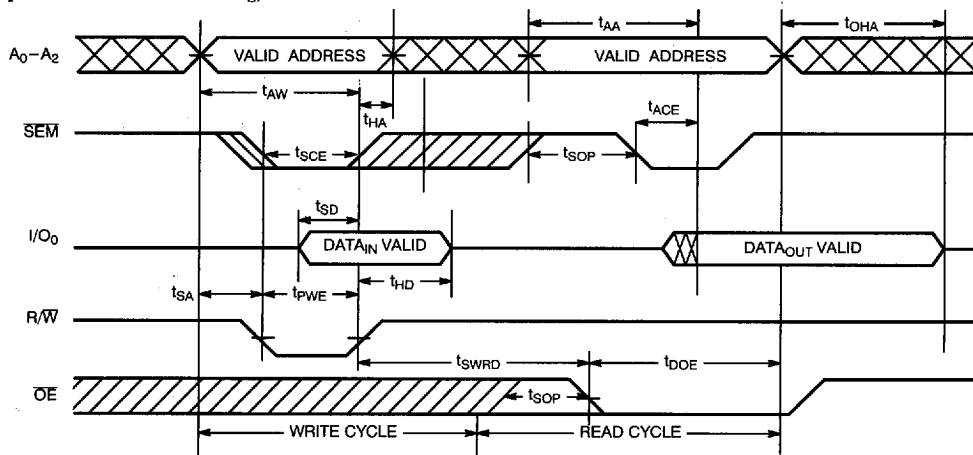 tAA
tOHA
A0–A2
VALID ADDRESS
VALID ADDRESS
tAW
tHA
tACE
SEM
tSCE
tSOP
tSD
I/O0
DATAIN VALID
DATAOUT VALID
tSA
tPWE
tHD
R/W
tSWRD
tDOE
OE
tSOP
WRITE CYCLE
READ CYCLE